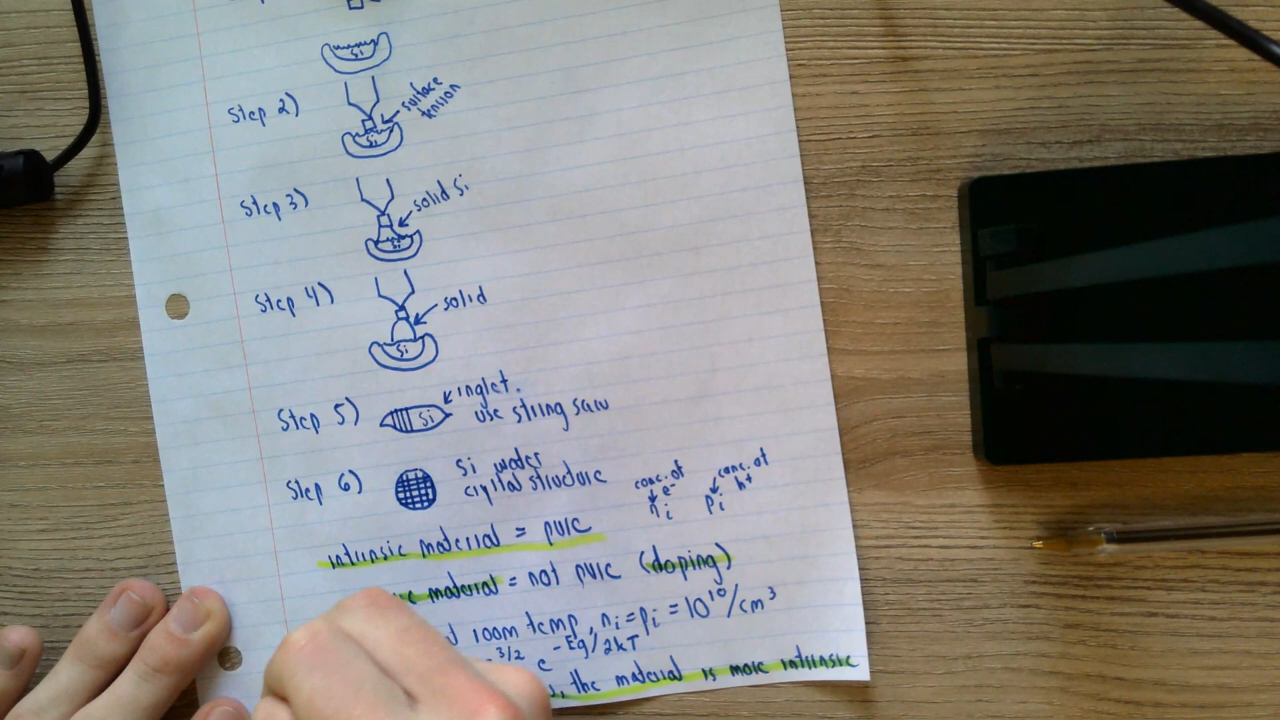 Si
Step 2)
surface
tension
Si
Step 3)
solid Si
Si
Step 4)
solid
Si
Step 5)
Si
inglet.
use string saw
Step 6)
Si wafer
crystal structure
conc. of
e-
ni
conc. of
h+
pi
intrinsic material = pure
material = not pure (doping)
room temp, ni = pi = 10^10/cm^3
3/2 e^-Eg/2kT
, the material is more intrinsic